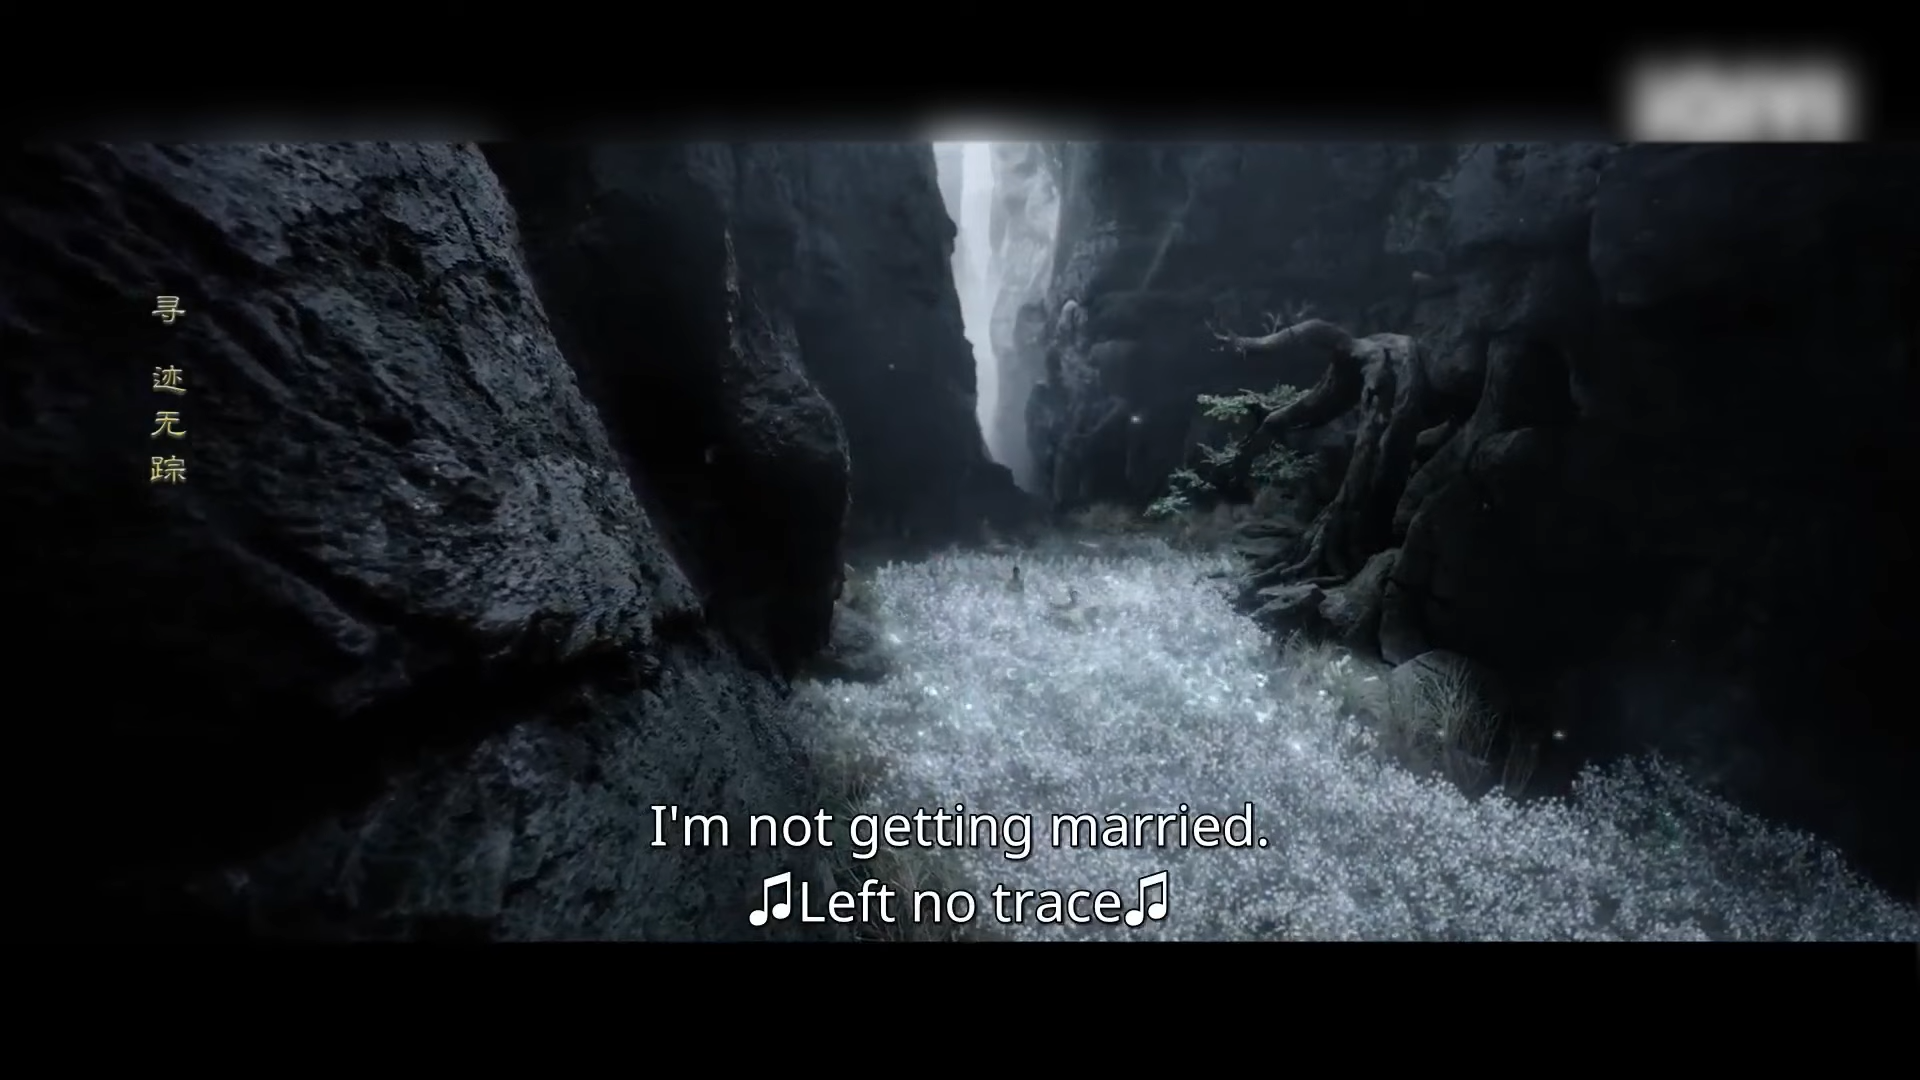 寻 迹无踪
I'm not getting married.
♫Left no trace♫